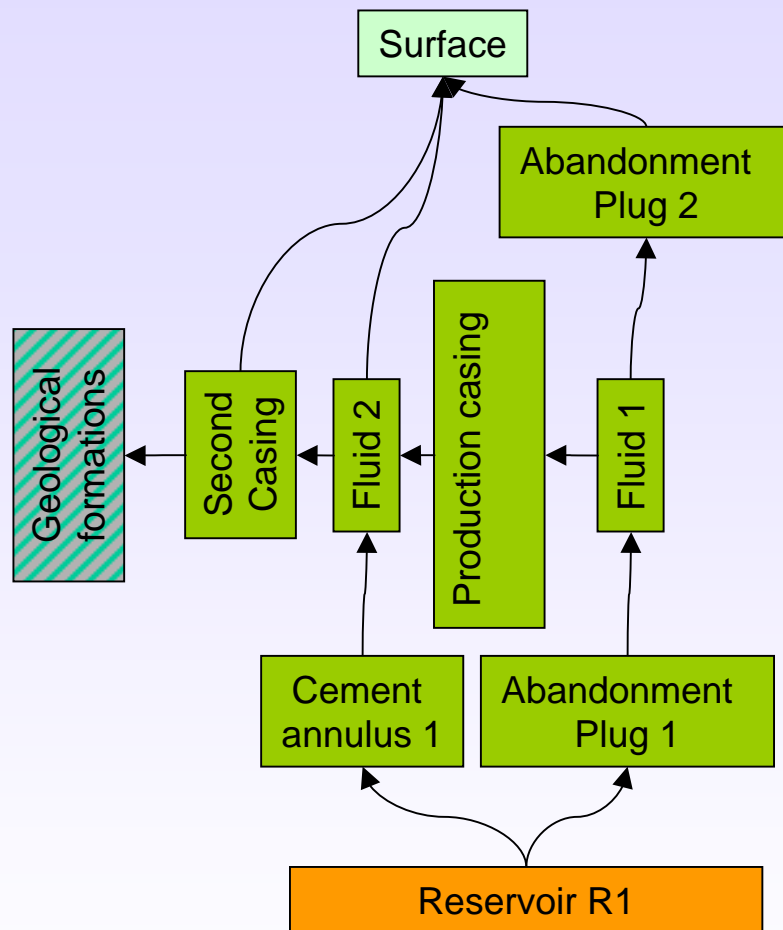 Surface
Abandonment
Plug 2
Geological
formations
Second
Casing
Fluid 2
Production casing
Fluid 1
Cement
annulus 1
Abandonment
Plug 1
Reservoir R1